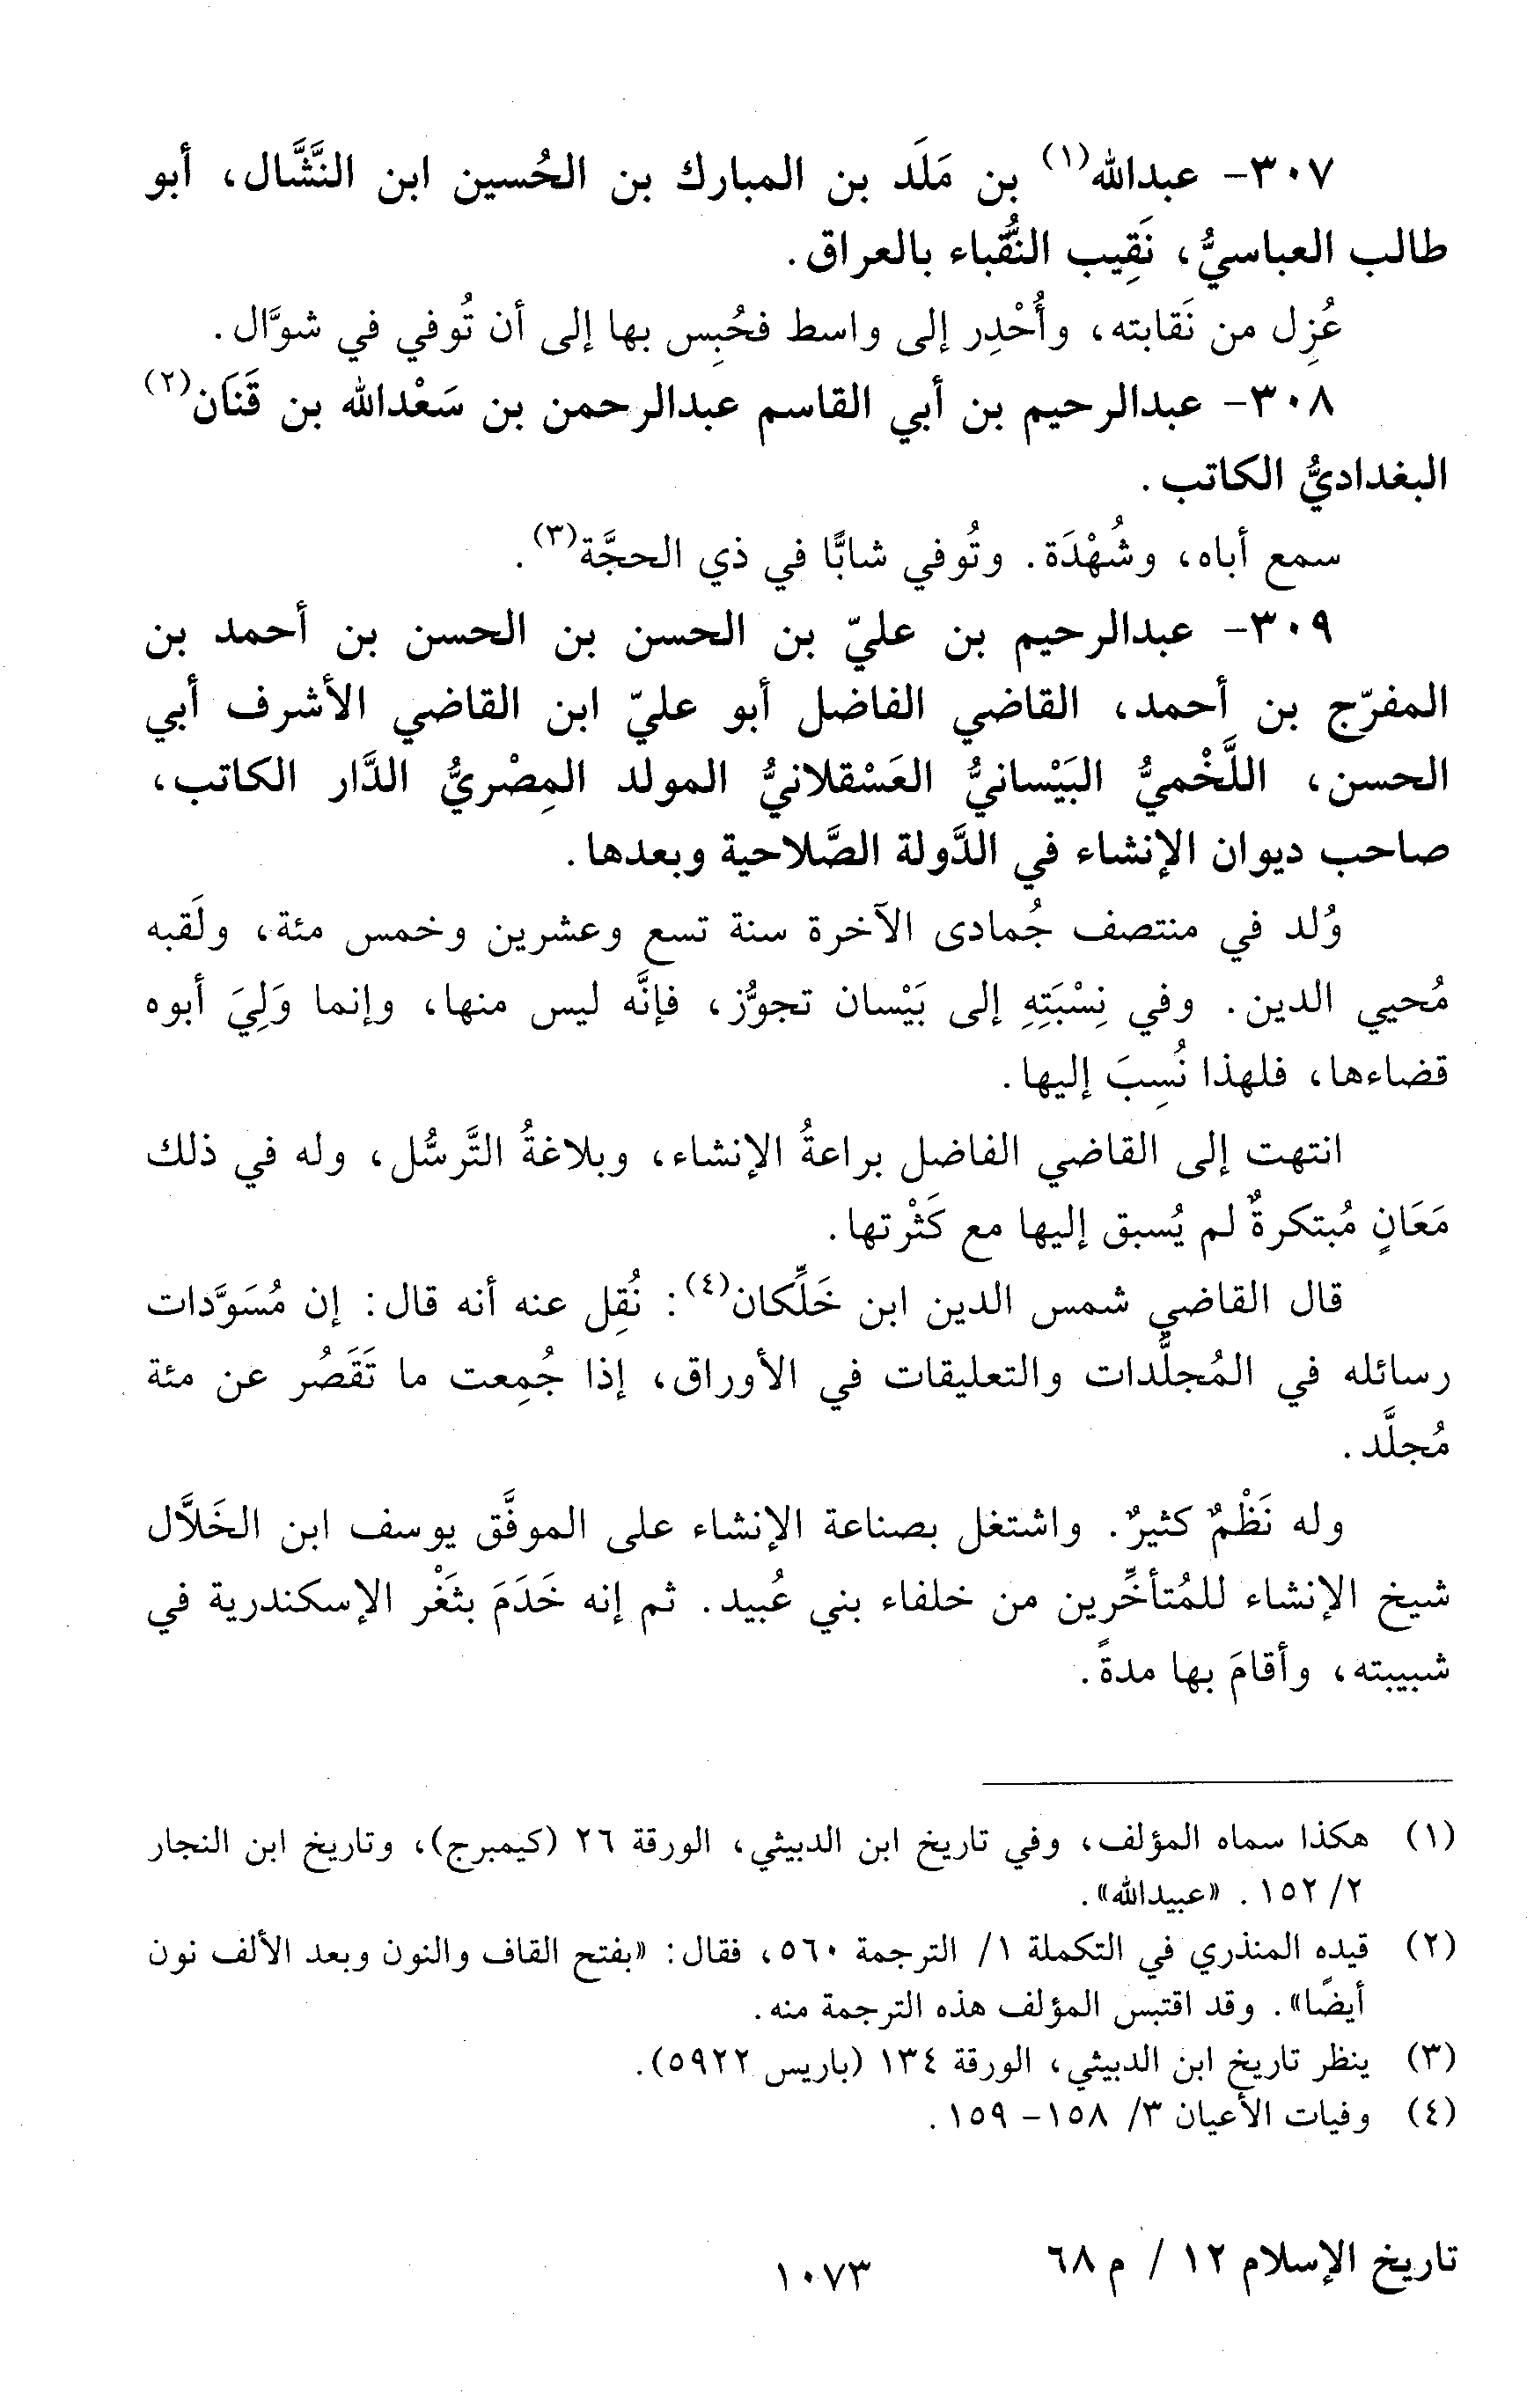 ٣٠٧- عبدالله(١) بن مَلَد بن المبارك بن الحُسين ابن النَّشَّال، أبو
طالب العباسيُّ، نَقِيب النُّقباء بالعراق.
عُزِل من نَقابته، وأُحْدِر إلى واسط فحُبِس بها إلى أن تُوفي في شوَّال.
٣٠٨- عبدالرحيم بن أبي القاسم عبدالرحمن بن سَعْدالله بن قَنَان(٢)
البغداديُّ الكاتب.
سمع أباه، وشُهْدَة. وتُوفي شابًّا في ذي الحجَّة(٣).
٣٠٩- عبدالرحيم بن عليّ بن الحسن بن الحسن بن أحمد بن
المفرّج بن أحمد، القاضي الفاضل أبو عليّ ابن القاضي الأشرف أبي
الحسن، اللَّخْميُّ البَيْسانيُّ العَسْقلانيُّ المولد المِصْريُّ الدَّار الكاتب،
صاحب ديوان الإنشاء في الدَّولة الصَّلاحية وبعدها.
وُلد في منتصف جُمادى الآخرة سنة تسع وعشرين وخمس مئة، ولَقبه
مُحيي الدين. وفي نِسْبَتِهِ إلى بَيْسان تجوُّز، فإنَّه ليس منها، وإنما وَلِيَ أبوه
قضاءها، فلهذا نُسِبَ إليها.
انتهت إلى القاضي الفاضل براعةُ الإنشاء، وبلاغةُ التَّرسُّل، وله في ذلك
مَعَانٍ مُبتكرةٌ لم يُسبق إليها مع كَثْرتها.
قال القاضي شمس الدين ابن خَلِّكان(٤): نُقِل عنه أنه قال: إن مُسَوَّدات
رسائله في المُجلَّدات والتعليقات في الأوراق، إذا جُمِعت ما تَقَصُر عن مئة
مُجلَّد.
وله نَظْمٌ كثيرٌ. واشتغل بصناعة الإنشاء على الموفَّق يوسف ابن الخَلاَّل
شيخ الإنشاء للمُتأخِّرين من خلفاء بني عُبيد. ثم إنه خَدَمَ بثَغْر الإسكندرية في
شبيبته، وأقامَ بها مدةً.
(١) هكذا سماه المؤلف، وفي تاريخ ابن الدبيثي، الورقة ٢٦ (كيمبرج)، وتاريخ ابن النجار
٢/ ١٥٢. «عبيدالله».
(٢) قيده المنذري في التكملة ١/ الترجمة ٥٦٠، فقال: «بفتح القاف والنون وبعد الألف نون
أيضًا». وقد اقتبس المؤلف هذه الترجمة منه.
(٣) ينظر تاريخ ابن الدبيثي، الورقة ١٣٤ (باريس ٥٩٢٢).
(٤) وفيات الأعيان ٣/ ١٥٨- ١٥٩.
تاريخ الإسلام ١٢ / م ٦٨
١٠٧٣